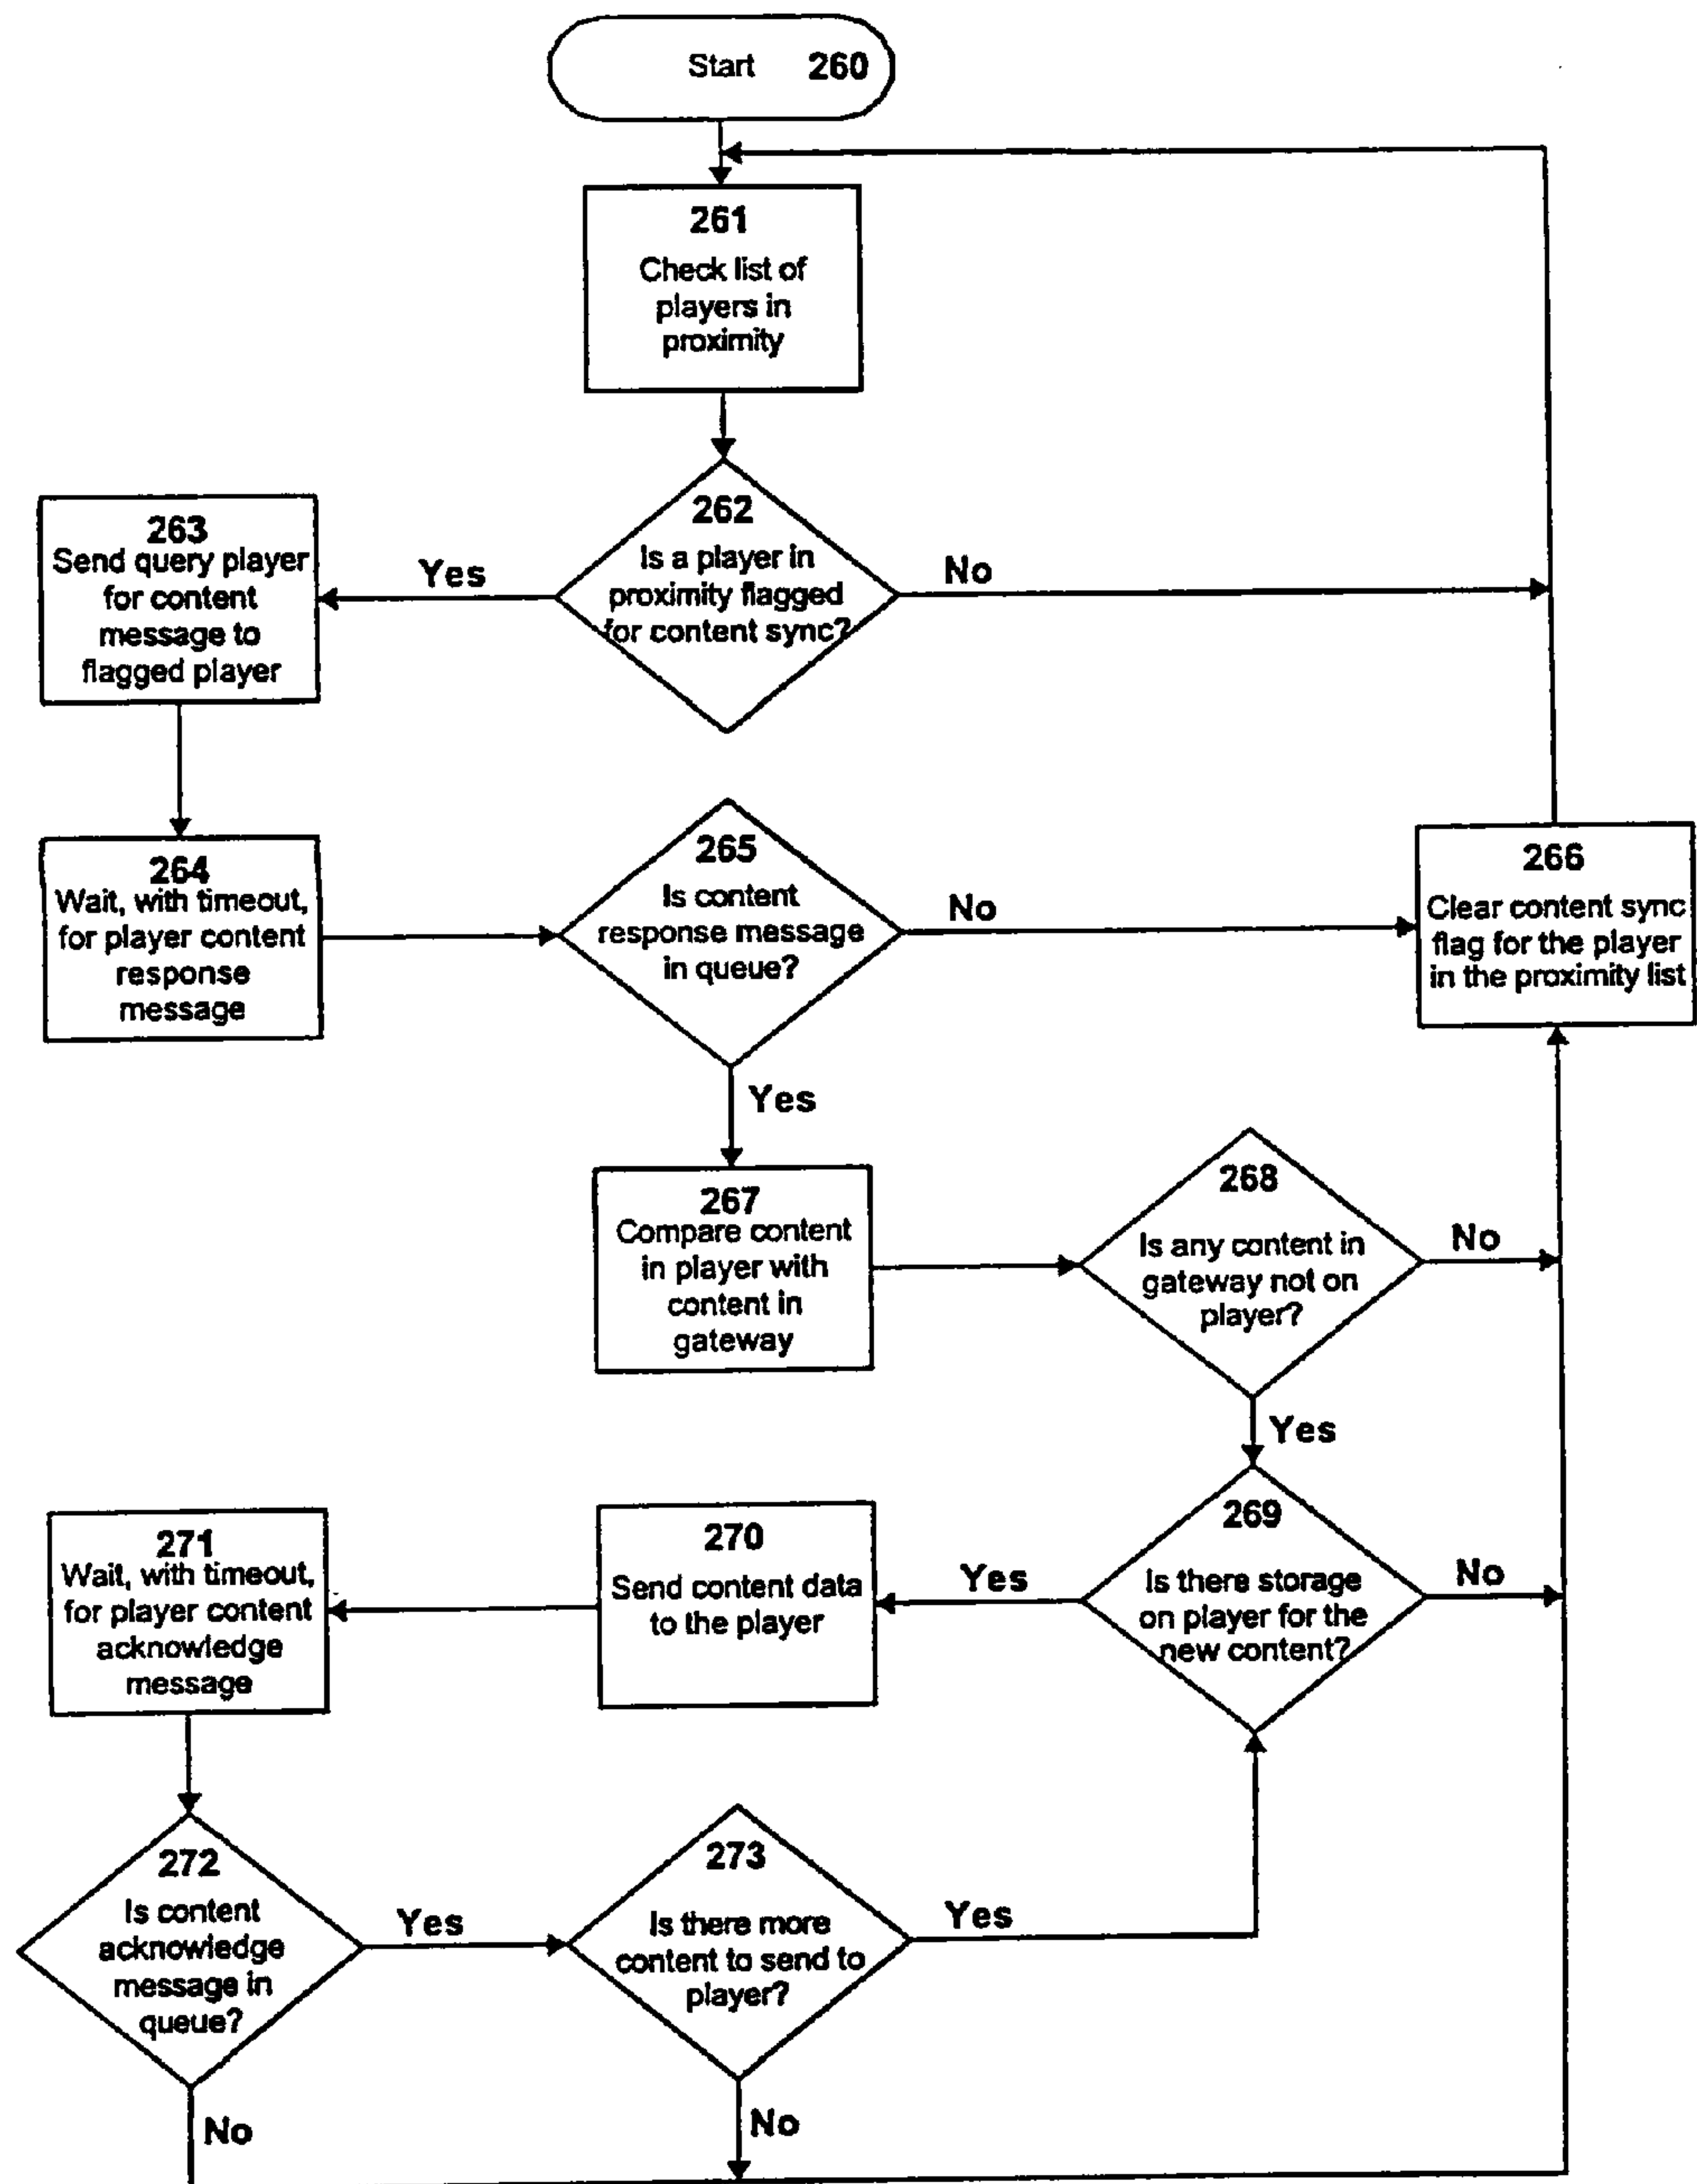 Start 260
261
Check list of
players in
proximity
262
Is a player in
proximity flagged
for content sync?
Yes
No
263
Send query player
for content
message to
flagged player
264
Wait, with timeout,
for player content
response
message
265
Is content
response message
in queue?
No
Yes
266
Clear content sync
flag for the player
in the proximity list
267
Compare content
in player with
content in
gateway
268
Is any content in
gateway not on
player?
No
Yes
269
Is there storage
on player for the
new content?
Yes
No
270
Send content data
to the player
271
Wait, with timeout,
for player content
acknowledge
message
272
Is content
acknowledge
message in
queue?
Yes
No
273
Is there more
content to send to
player?
Yes
No